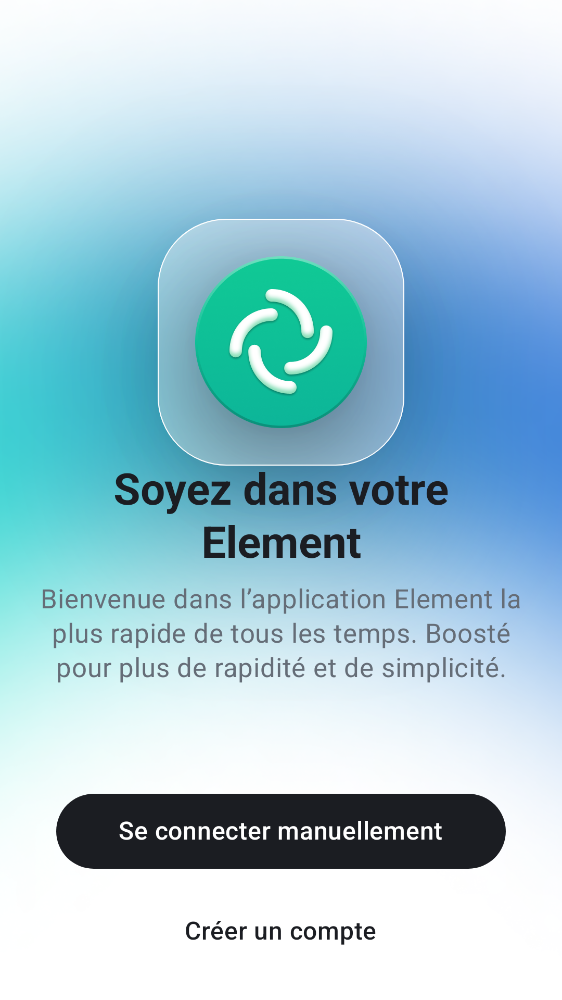 Soyez dans votre
Element
Bienvenue dans l’application Element la
plus rapide de tous les temps. Boosté
pour plus de rapidité et de simplicité.
Se connecter manuellement
Créer un compte